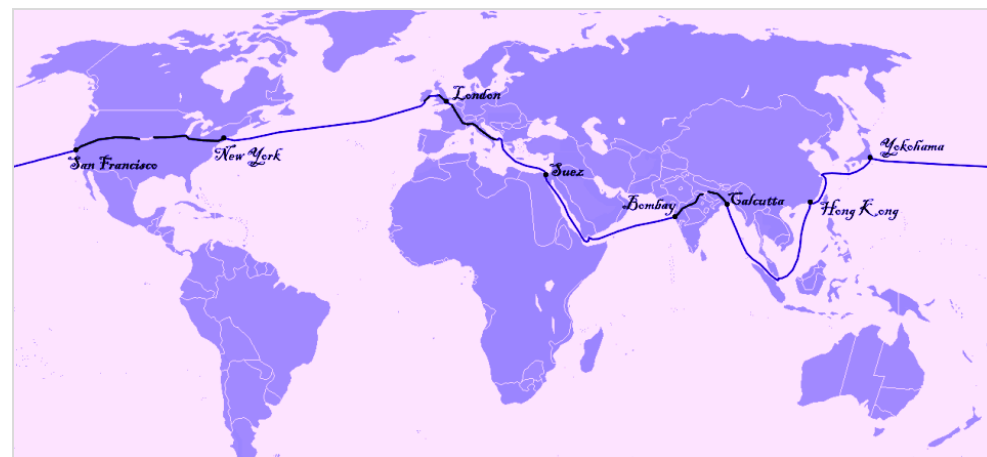 London
San Francisco
New York
Yokohama
Suez
Bombay
Calcutta
Hong Kong